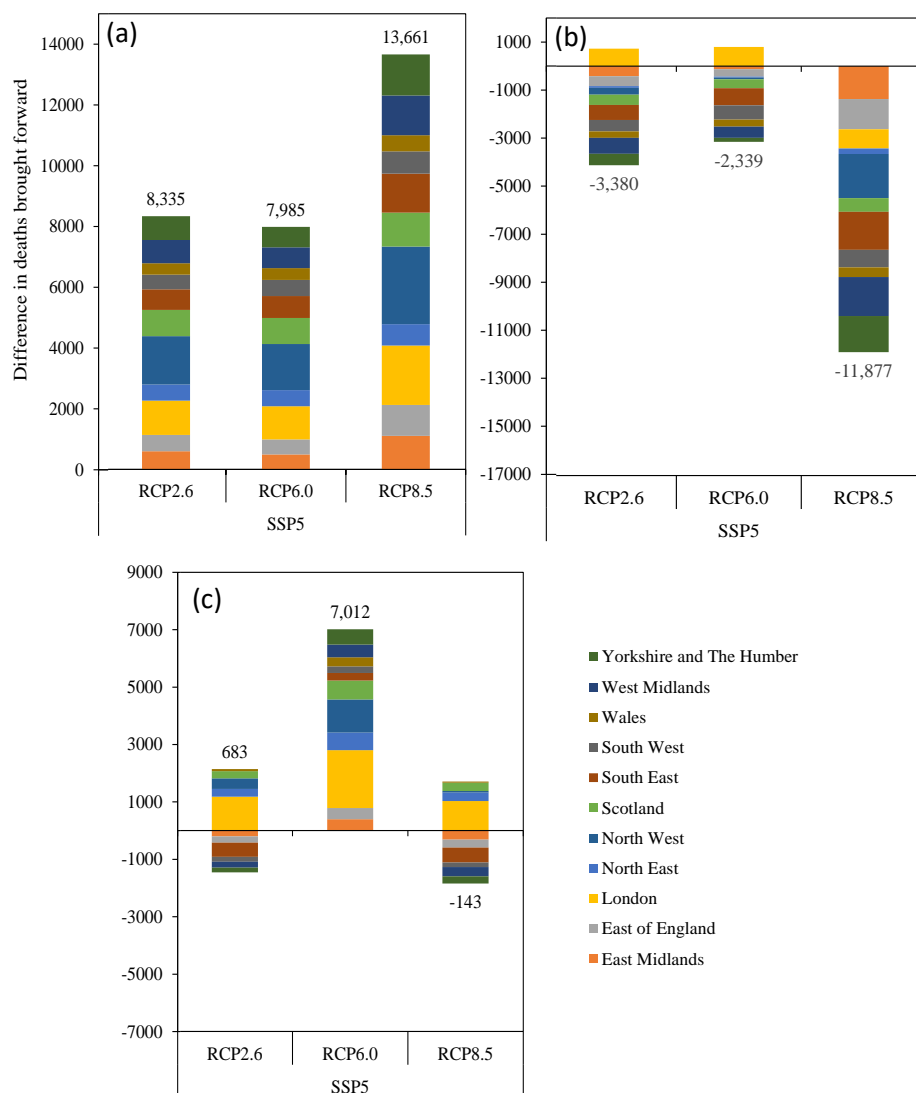 (a)
Difference in deaths brought forward
14000
12000
10000
8000
6000
4000
2000
0
8,335
7,985
13,661
RCP2.6
RCP6.0
RCP8.5
SSP5
(b)
1000
-1000
-3000
-5000
-7000
-9000
-11000
-13000
-15000
-17000
-3,380
-2,339
-11,877
RCP2.6
RCP6.0
RCP8.5
SSP5
(c)
9000
7000
5000
3000
1000
-1000
-3000
-5000
-7000
683
7,012
-143
RCP2.6
RCP6.0
RCP8.5
SSP5
Yorkshire and The Humber
West Midlands
Wales
South West
South East
Scotland
North West
North East
London
East of England
East Midlands